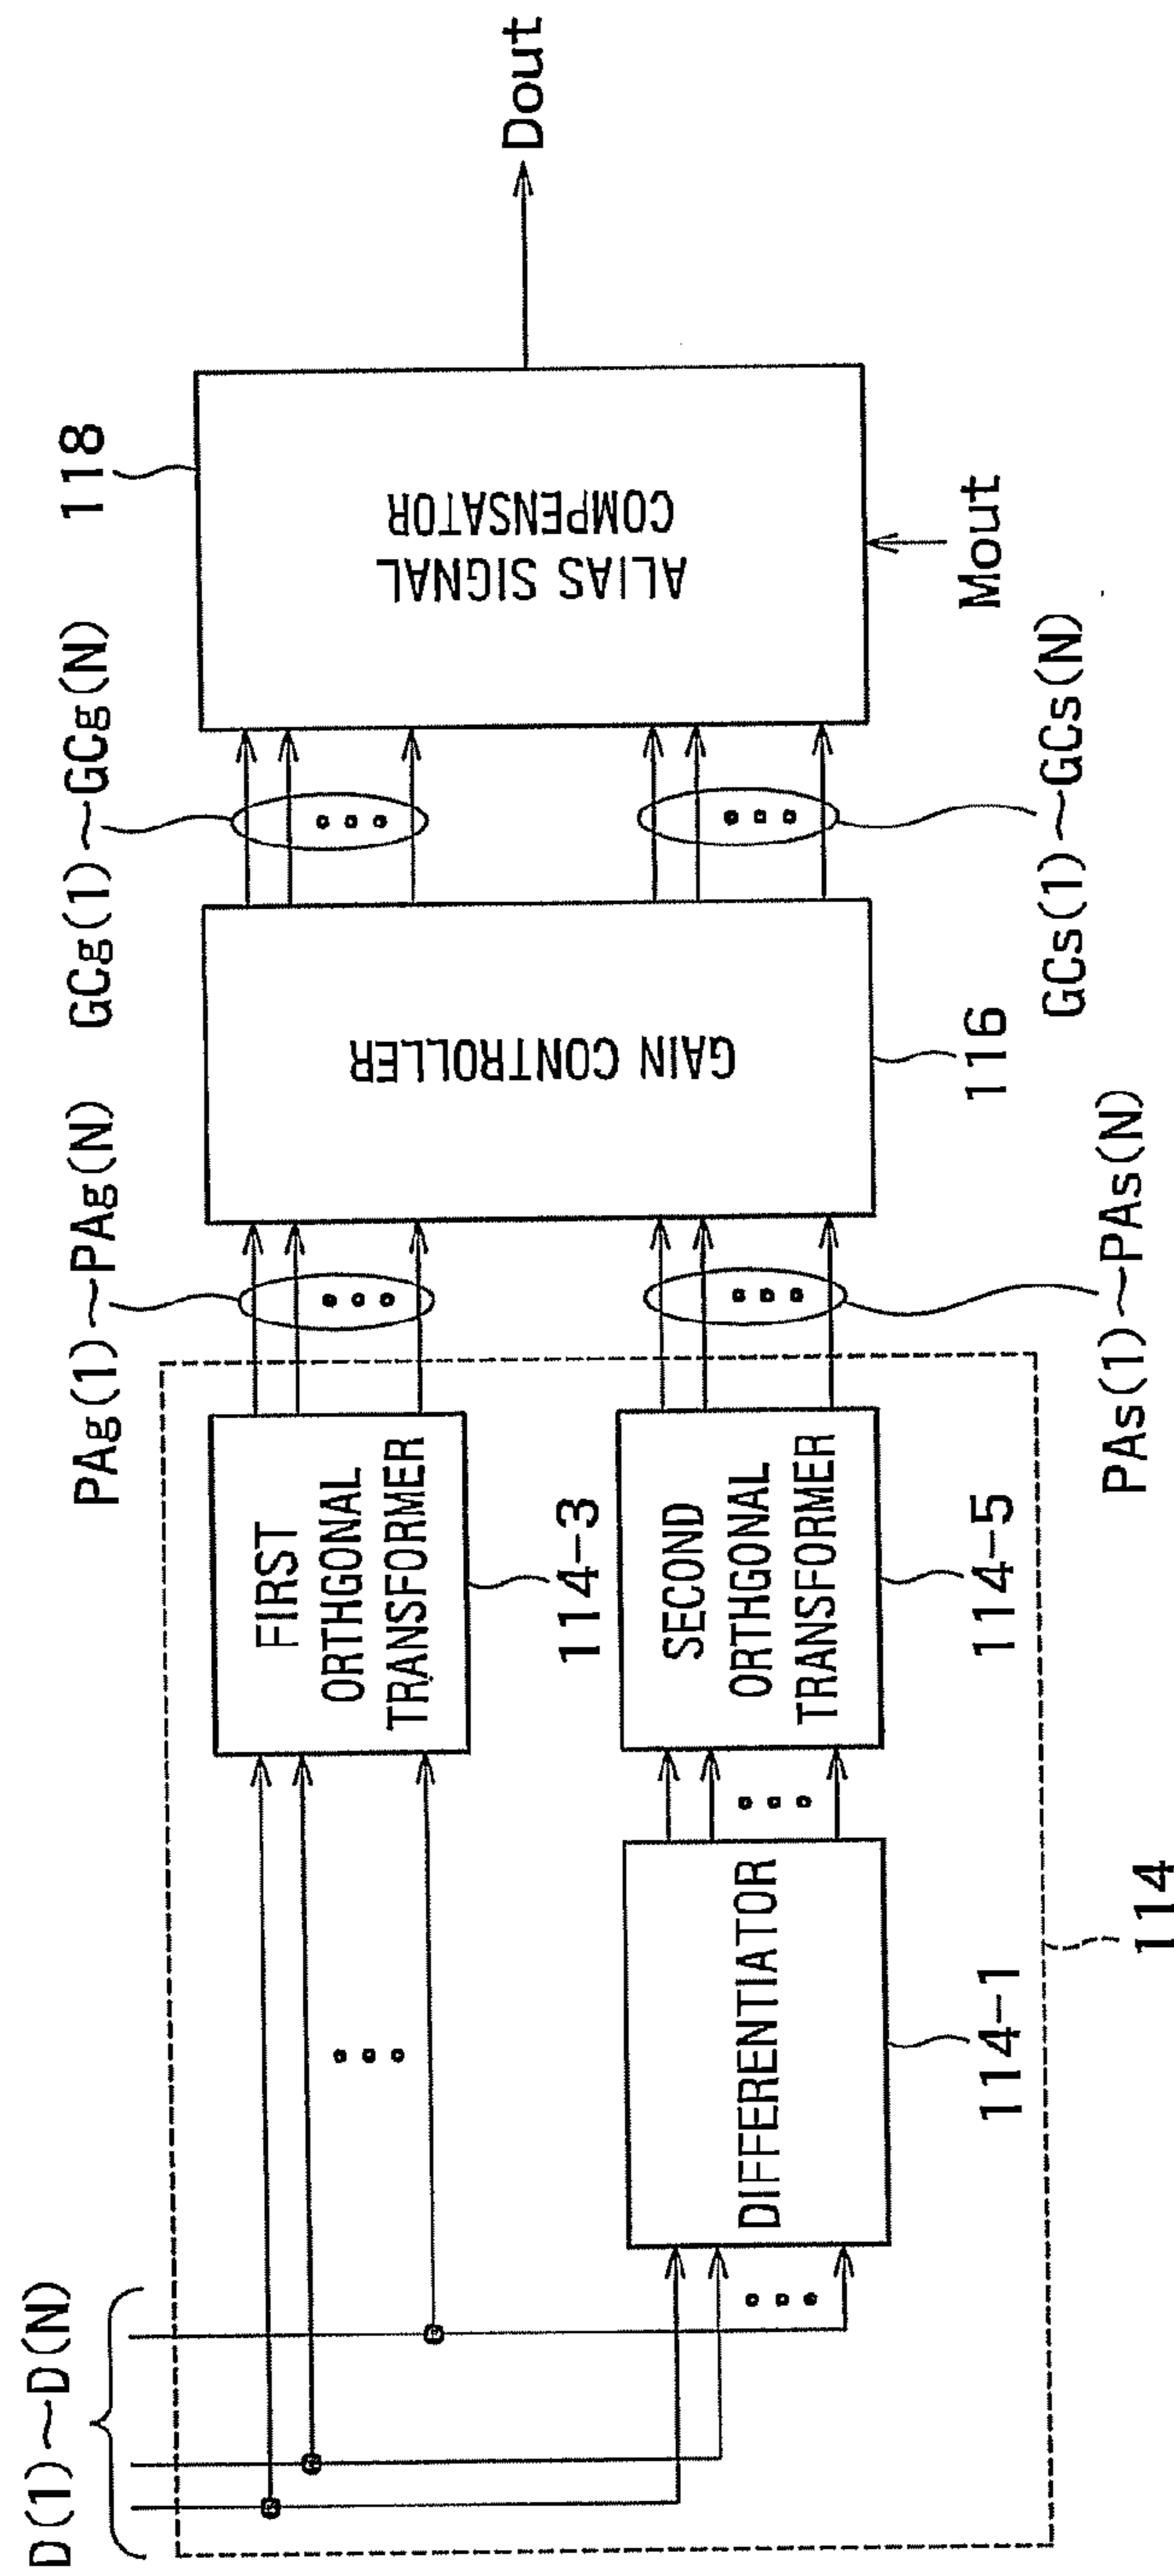 D(1)~D(N)
FIRST
ORTHGONAL
TRANSFORMER
114-3
DIFFERENTIATOR
114-1
SECOND
ORTHGONAL
TRANSFORMER
114-5
114
PAg(1)~PAg(N)
PAs(1)~PAs(N)
GAIN CONTROLLER
116
GCg(1)~GCg(N)
GCs(1)~GCs(N)
ALIAS SIGNAL
COMPENSATOR
118
Mout
Dout